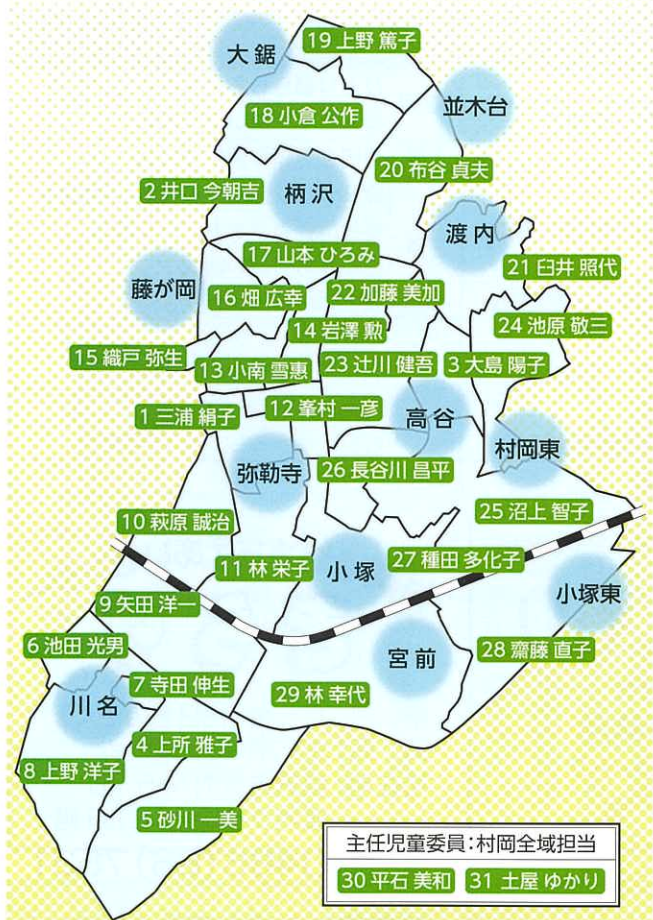 19 上野 篤子
大鋸
並木台
18 小倉 公作
20 布谷 貞夫
2 井口 今朝吉
柄沢
渡内
17 山本 ひろみ
21 臼井 照代
藤が岡
16 畑 広幸
22 加藤 美加
24 池原 敬三
14 岩澤 勲
15 織戸 弥生
13 小南 雪惠
23 辻川 健吾
3 大島 陽子
1 三浦 絹子
12 峯村 一彦
高谷
村岡東
弥勒寺
26 長谷川 昌平
25 沼上 智子
10 萩原 誠治
11 林 栄子
小塚
27 種田 多化子
小塚東
9 矢田 洋一
6 池田 光男
宮前
28 齋藤 直子
7 寺田 伸生
29 林 幸代
川名
4 上所 雅子
8 上野 洋子
5 砂川 一美
主任児童委員:村岡全域担当
30 平石 美和 31 土屋 ゆかり